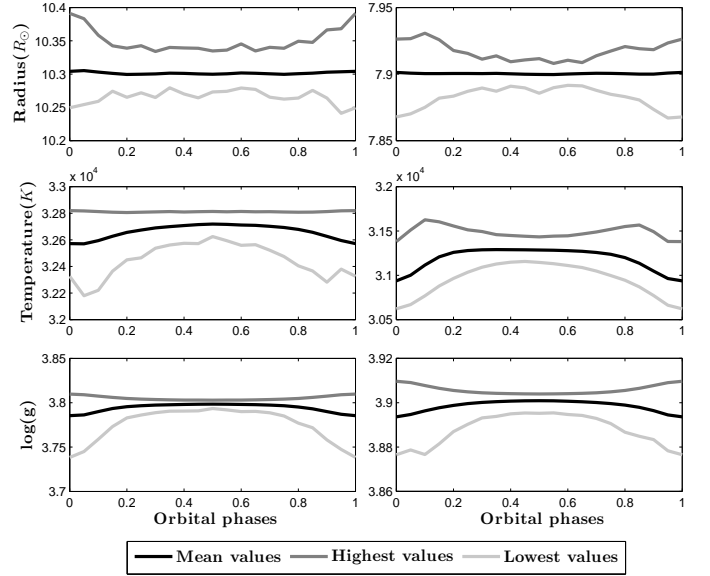 10.4
10.35
10.3
10.25
10.2
Radius(R⊙)
0 0.2 0.4 0.6 0.8 1
7.95
7.9
7.85
0 0.2 0.4 0.6 0.8 1
x 10⁴
3.3
3.28
3.26
3.24
3.22
3.2
Temperature(K)
0 0.2 0.4 0.6 0.8 1
x 10⁴
3.2
3.15
3.1
3.05
0 0.2 0.4 0.6 0.8 1
3.85
3.8
3.75
3.7
log(g)
0 0.2 0.4 0.6 0.8 1
Orbital phases
3.92
3.9
3.88
3.86
0 0.2 0.4 0.6 0.8 1
Orbital phases
Mean values Highest values Lowest values